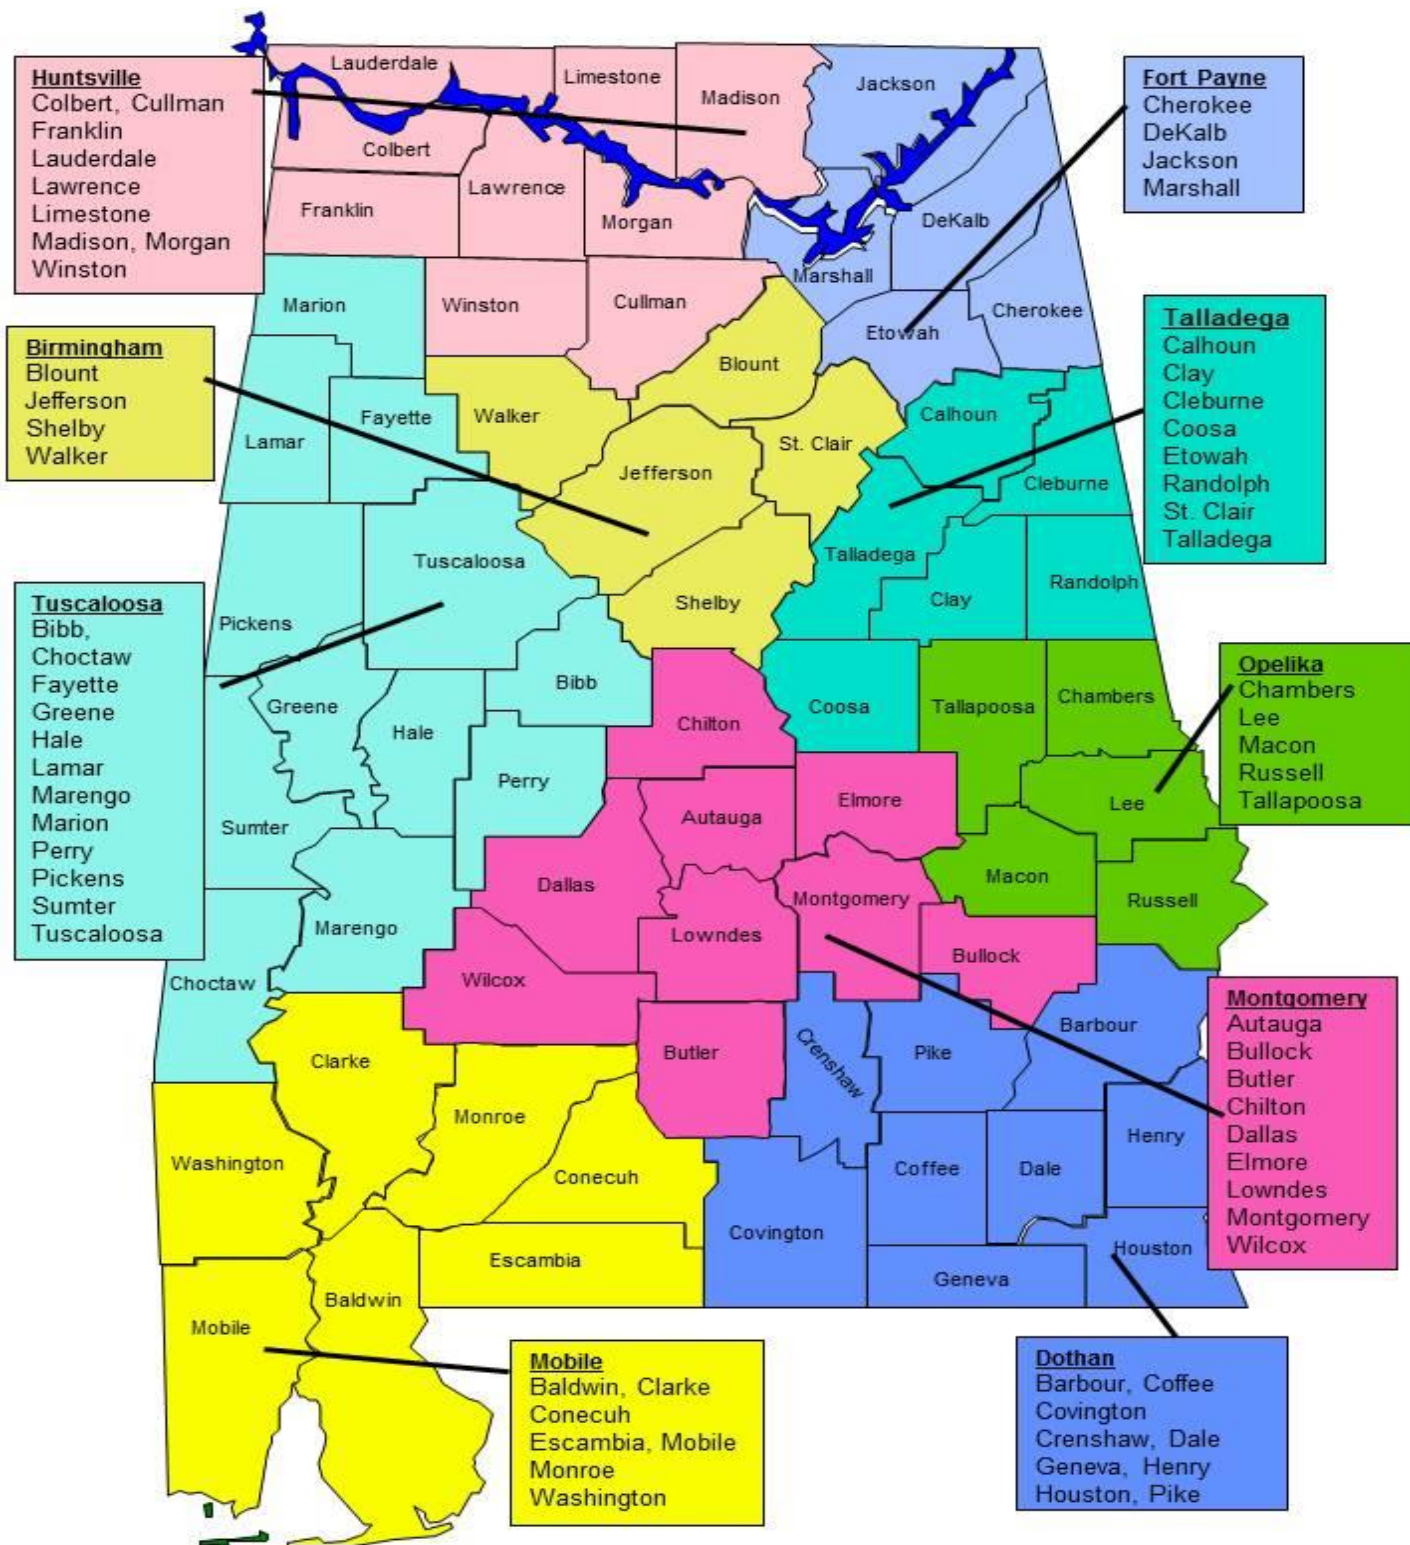 Huntsville
Colbert, Cullman
Franklin
Lauderdale
Lawrence
Limestone
Madison, Morgan
Winston
Fort Payne
Cherokee
DeKalb
Jackson
Marshall
Birmingham
Blount
Jefferson
Shelby
Walker
Talladega
Calhoun
Clay
Cleburne
Coosa
Etowah
Randolph
St. Clair
Talladega
Tuscaloosa
Bibb,
Choctaw
Fayette
Greene
Hale
Lamar
Marengo
Marion
Perry
Pickens
Sumter
Tuscaloosa
Opelika
Chambers
Lee
Macon
Russell
Tallapoosa
Montgomery
Autauga
Bullock
Butler
Chilton
Dallas
Elmore
Lowndes
Montgomery
Wilcox
Mobile
Baldwin, Clarke
Conecuh
Escambia, Mobile
Monroe
Washington
Dothan
Barbour, Coffee
Covington
Crenshaw, Dale
Geneva, Henry
Houston, Pike
Lauderdale
Limestone
Madison
Jackson
Colbert
Lawrence
Franklin
Morgan
DeKalb
Marshall
Marion
Winston
Cullman
Cherokee
Etowah
Blount
Walker
Fayette
Lamar
Calhoun
St. Clair
Jefferson
Cleburne
Tuscaloosa
Talladega
Randolph
Clay
Shelby
Pickens
Bibb
Greene
Hale
Chilton
Coosa
Tallapoosa
Chambers
Perry
Sumter
Autauga
Elmore
Lee
Dallas
Macon
Montgomery
Russell
Marengo
Lowndes
Bullock
Choctaw
Wilcox
Barbour
Clarke
Butler
Crenshaw
Pike
Monroe
Henry
Washington
Conecuh
Coffee
Dale
Covington
Houston
Escambia
Geneva
Baldwin
Mobile